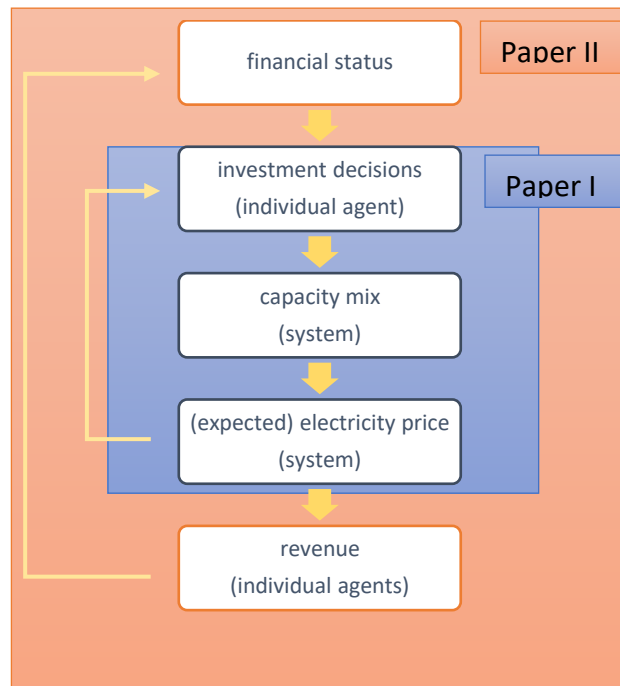 financial status
Paper II
investment decisions
(individual agent)
Paper I
capacity mix
(system)
(expected) electricity price
(system)
revenue
(individual agents)